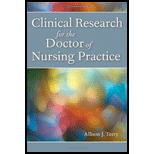 Clinical Research
for the
Doctor of
Nursing Practice
Allison J. Terry